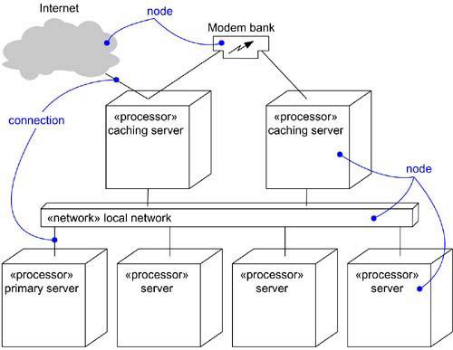 Internet
node
Modem bank
connection
«processor»
caching server
«processor»
caching server
node
«network» local network
«processor»
primary server
«processor»
server
«processor»
server
«processor»
server